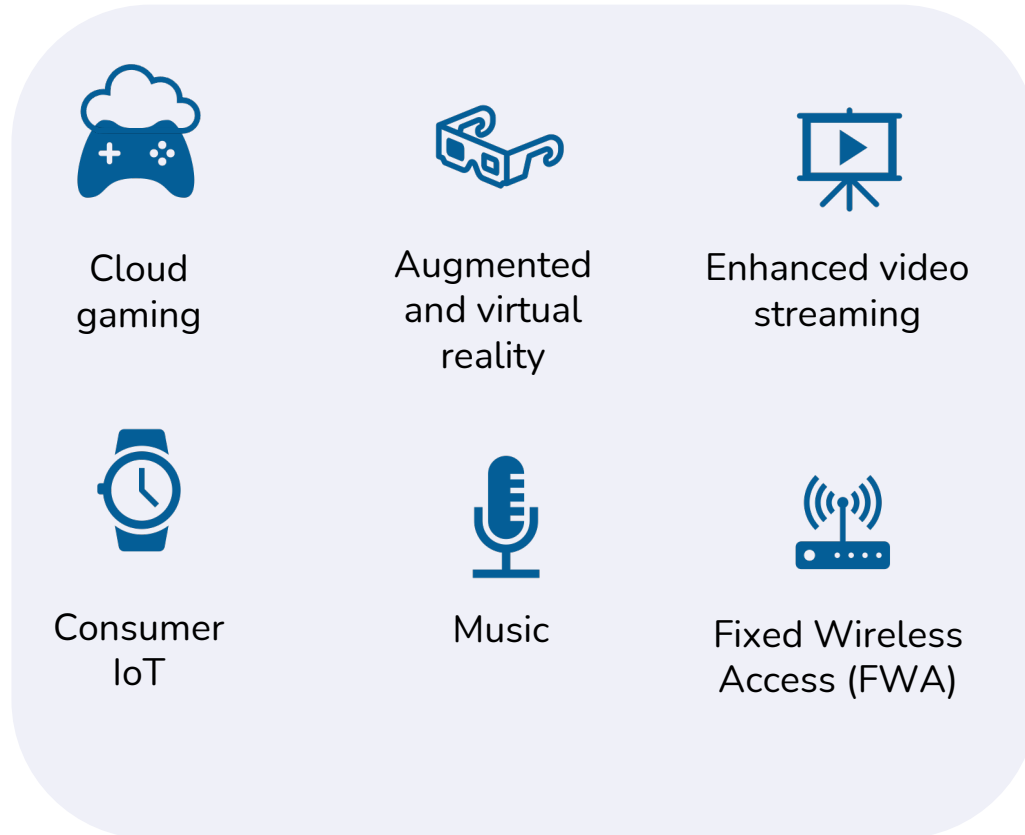 Cloud
gaming
Augmented
and virtual
reality
Enhanced video
streaming
Consumer
IoT
Music
Fixed Wireless
Access (FWA)